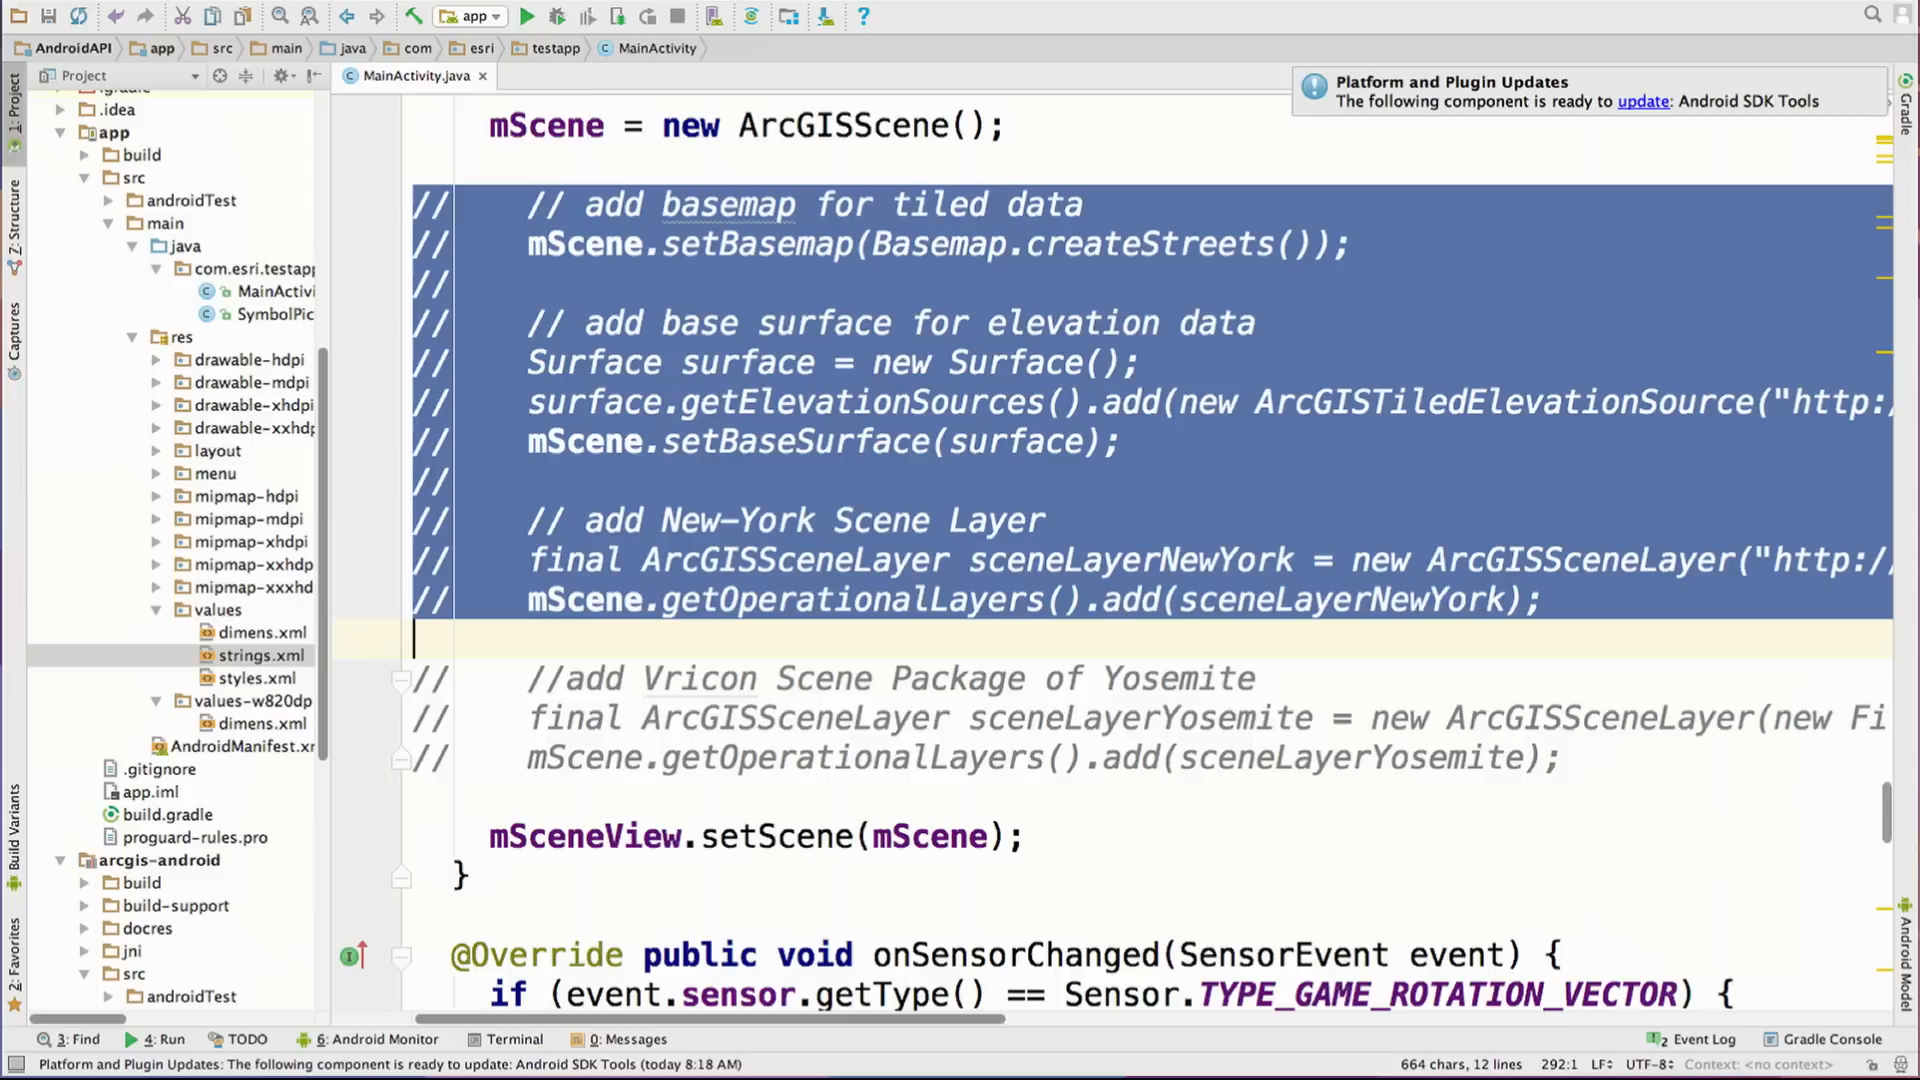 app
AndroidAPI
app
src
main
java
com
esri
testapp
MainActivity
Project
MainActivity.java
Platform and Plugin Updates
The following component is ready to update: Android SDK Tools
1: Project
Z: Structure
Captures
Build Variants
2: Favorites
Gradle
Android Model
.gradle
.idea
app
build
src
androidTest
main
java
com.esri.testapp
MainActivi
SymbolPic
res
drawable-hdpi
drawable-mdpi
drawable-xhdpi
drawable-xxhdp
layout
menu
mipmap-hdpi
mipmap-mdpi
mipmap-xhdpi
mipmap-xxhdp
mipmap-xxxhd
values
dimens.xml
strings.xml
styles.xml
values-w820dp
dimens.xml
AndroidManifest.xr
.gitignore
app.iml
build.gradle
proguard-rules.pro
arcgis-android
build
build-support
docres
jni
src
androidTest
mScene = new ArcGISScene();
// // add basemap for tiled data
// mScene.setBasemap(Basemap.createStreets());
//
// // add base surface for elevation data
// Surface surface = new Surface();
// surface.getElevationSources().add(new ArcGISTiledElevationSource("http:/
// mScene.setBaseSurface(surface);
//
// // add New-York Scene Layer
// final ArcGISSceneLayer sceneLayerNewYork = new ArcGISSceneLayer("http://
// mScene.getOperationalLayers().add(sceneLayerNewYork);
// //add Vricon Scene Package of Yosemite
// final ArcGISSceneLayer sceneLayerYosemite = new ArcGISSceneLayer(new Fi
// mScene.getOperationalLayers().add(sceneLayerYosemite);
mSceneView.setScene(mScene);
}
@Override public void onSensorChanged(SensorEvent event) {
if (event.sensor.getType() == Sensor.TYPE_GAME_ROTATION_VECTOR) {
3: Find
4: Run
TODO
6: Android Monitor
Terminal
0: Messages
2 Event Log
Gradle Console
Platform and Plugin Updates: The following component is ready to update: Android SDK Tools (today 8:18 AM)
664 chars, 12 lines
292:1
LF
UTF-8
Context: <no context>